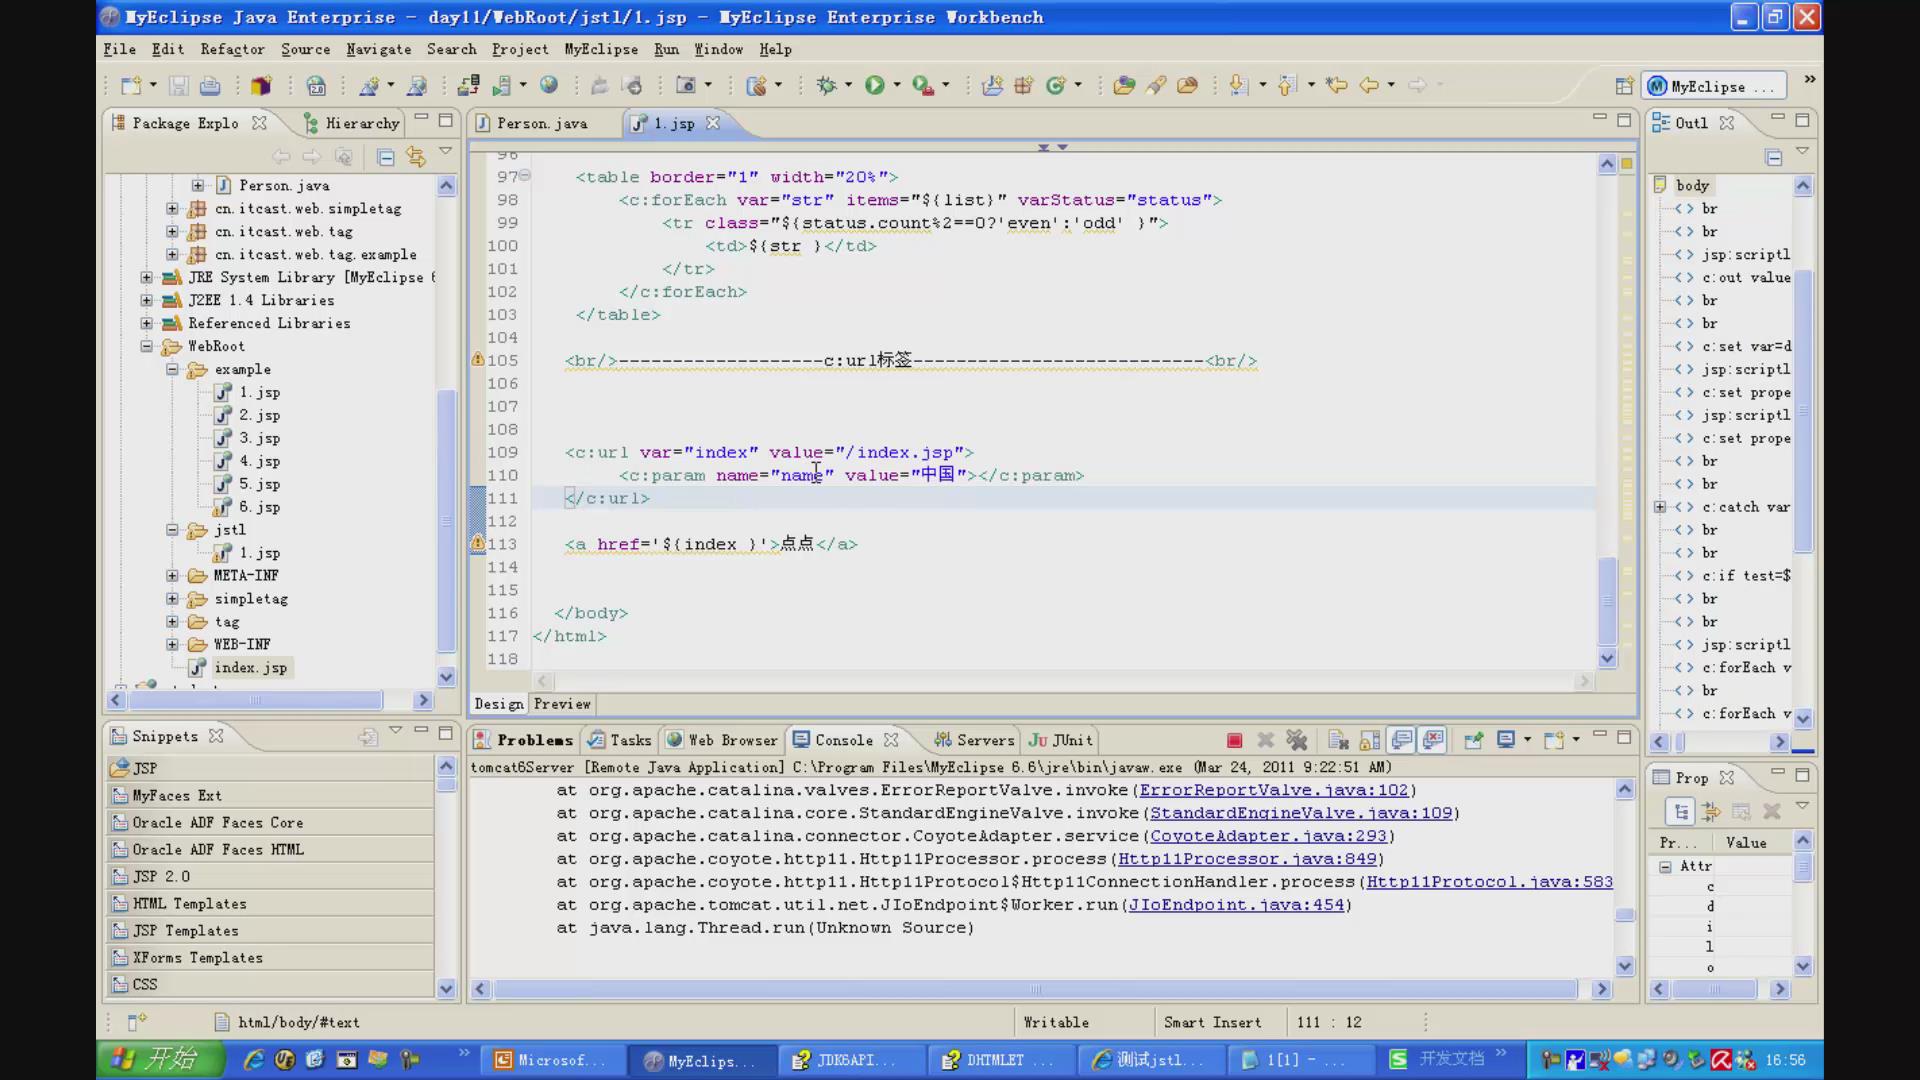 MyEclipse Java Enterprise - day11/WebRoot/jstl/1.jsp - MyEclipse Enterprise Workbench
File Edit Refactor Source Navigate Search Project MyEclipse Run Window Help
MyEclipse ...
Package Explo
Hierarchy
Person.java
cn.itcast.web.simpletag
cn.itcast.web.tag
cn.itcast.web.tag.example
JRE System Library [MyEclipse 6
J2EE 1.4 Libraries
Referenced Libraries
WebRoot
example
1.jsp
2.jsp
3.jsp
4.jsp
5.jsp
6.jsp
jstl
1.jsp
META-INF
simpletag
tag
WEB-INF
index.jsp
Person.java
1.jsp
96
97 <table border="1" width="20%">
98 <c:forEach var="str" items="${list}" varStatus="status">
99 <tr class="${status.count%2==0?'even':'odd' }">
100 <td>${str }</td>
101 </tr>
102 </c:forEach>
103 </table>
104
105 <br/>-------------------c:url标签---------------------------<br/>
106
107
108
109 <c:url var="index" value="/index.jsp">
110 <c:param name="name" value="中国"></c:param>
111 </c:url>
112
113 <a href='${index }'>点点</a>
114
115
116 </body>
117 </html>
118
Design Preview
Outl
body
br
br
jsp:scriptl
c:out value
br
br
c:set var=d
jsp:scriptl
c:set prope
jsp:scriptl
c:set prope
br
br
c:catch var
br
br
c:if test=$
br
br
jsp:scriptl
c:forEach v
br
c:forEach v
Snippets
JSP
MyFaces Ext
Oracle ADF Faces Core
Oracle ADF Faces HTML
JSP 2.0
HTML Templates
JSP Templates
XForms Templates
CSS
Problems Tasks Web Browser Console Servers JUnit
tomcat6Server [Remote Java Application] C:\Program Files\MyEclipse 6.6\jre\bin\javaw.exe (Mar 24, 2011 9:22:51 AM)
at org.apache.catalina.valves.ErrorReportValve.invoke(ErrorReportValve.java:102)
at org.apache.catalina.core.StandardEngineValve.invoke(StandardEngineValve.java:109)
at org.apache.catalina.connector.CoyoteAdapter.service(CoyoteAdapter.java:293)
at org.apache.coyote.http11.Http11Processor.process(Http11Processor.java:849)
at org.apache.coyote.http11.Http11Protocol$Http11ConnectionHandler.process(Http11Protocol.java:583
at org.apache.tomcat.util.net.JIoEndpoint$Worker.run(JIoEndpoint.java:454)
at java.lang.Thread.run(Unknown Source)
Prop
Pr... Value
Attr
c
d
i
l
o
html/body/#text
Writable
Smart Insert
111 : 12
开始
Microsof...
MyEclips...
JDK6API...
DHTMLET ...
测试jstl...
1[1] - ...
开发文档
16:56